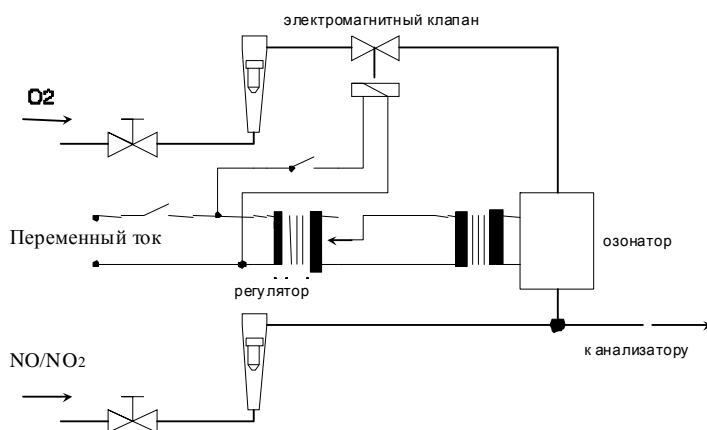 электромагнитный клапан
O2
Переменный ток
озонатор
регулятор
NO/NO2
к анализатору